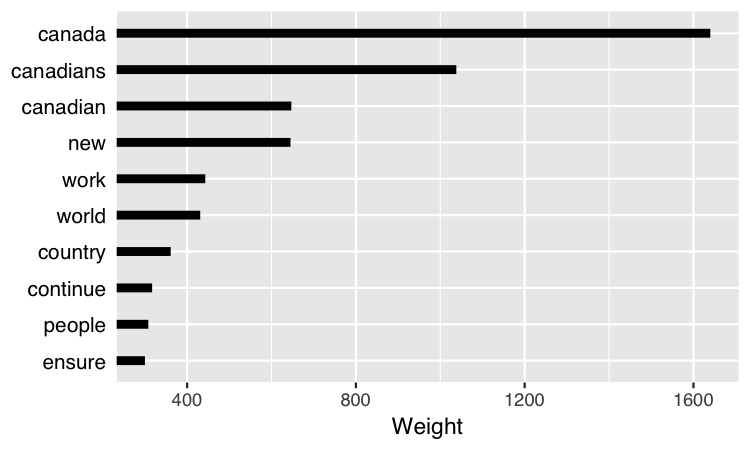 canada
canadians
canadian
new
work
world
country
continue
people
ensure
400 800 1200 1600
Weight